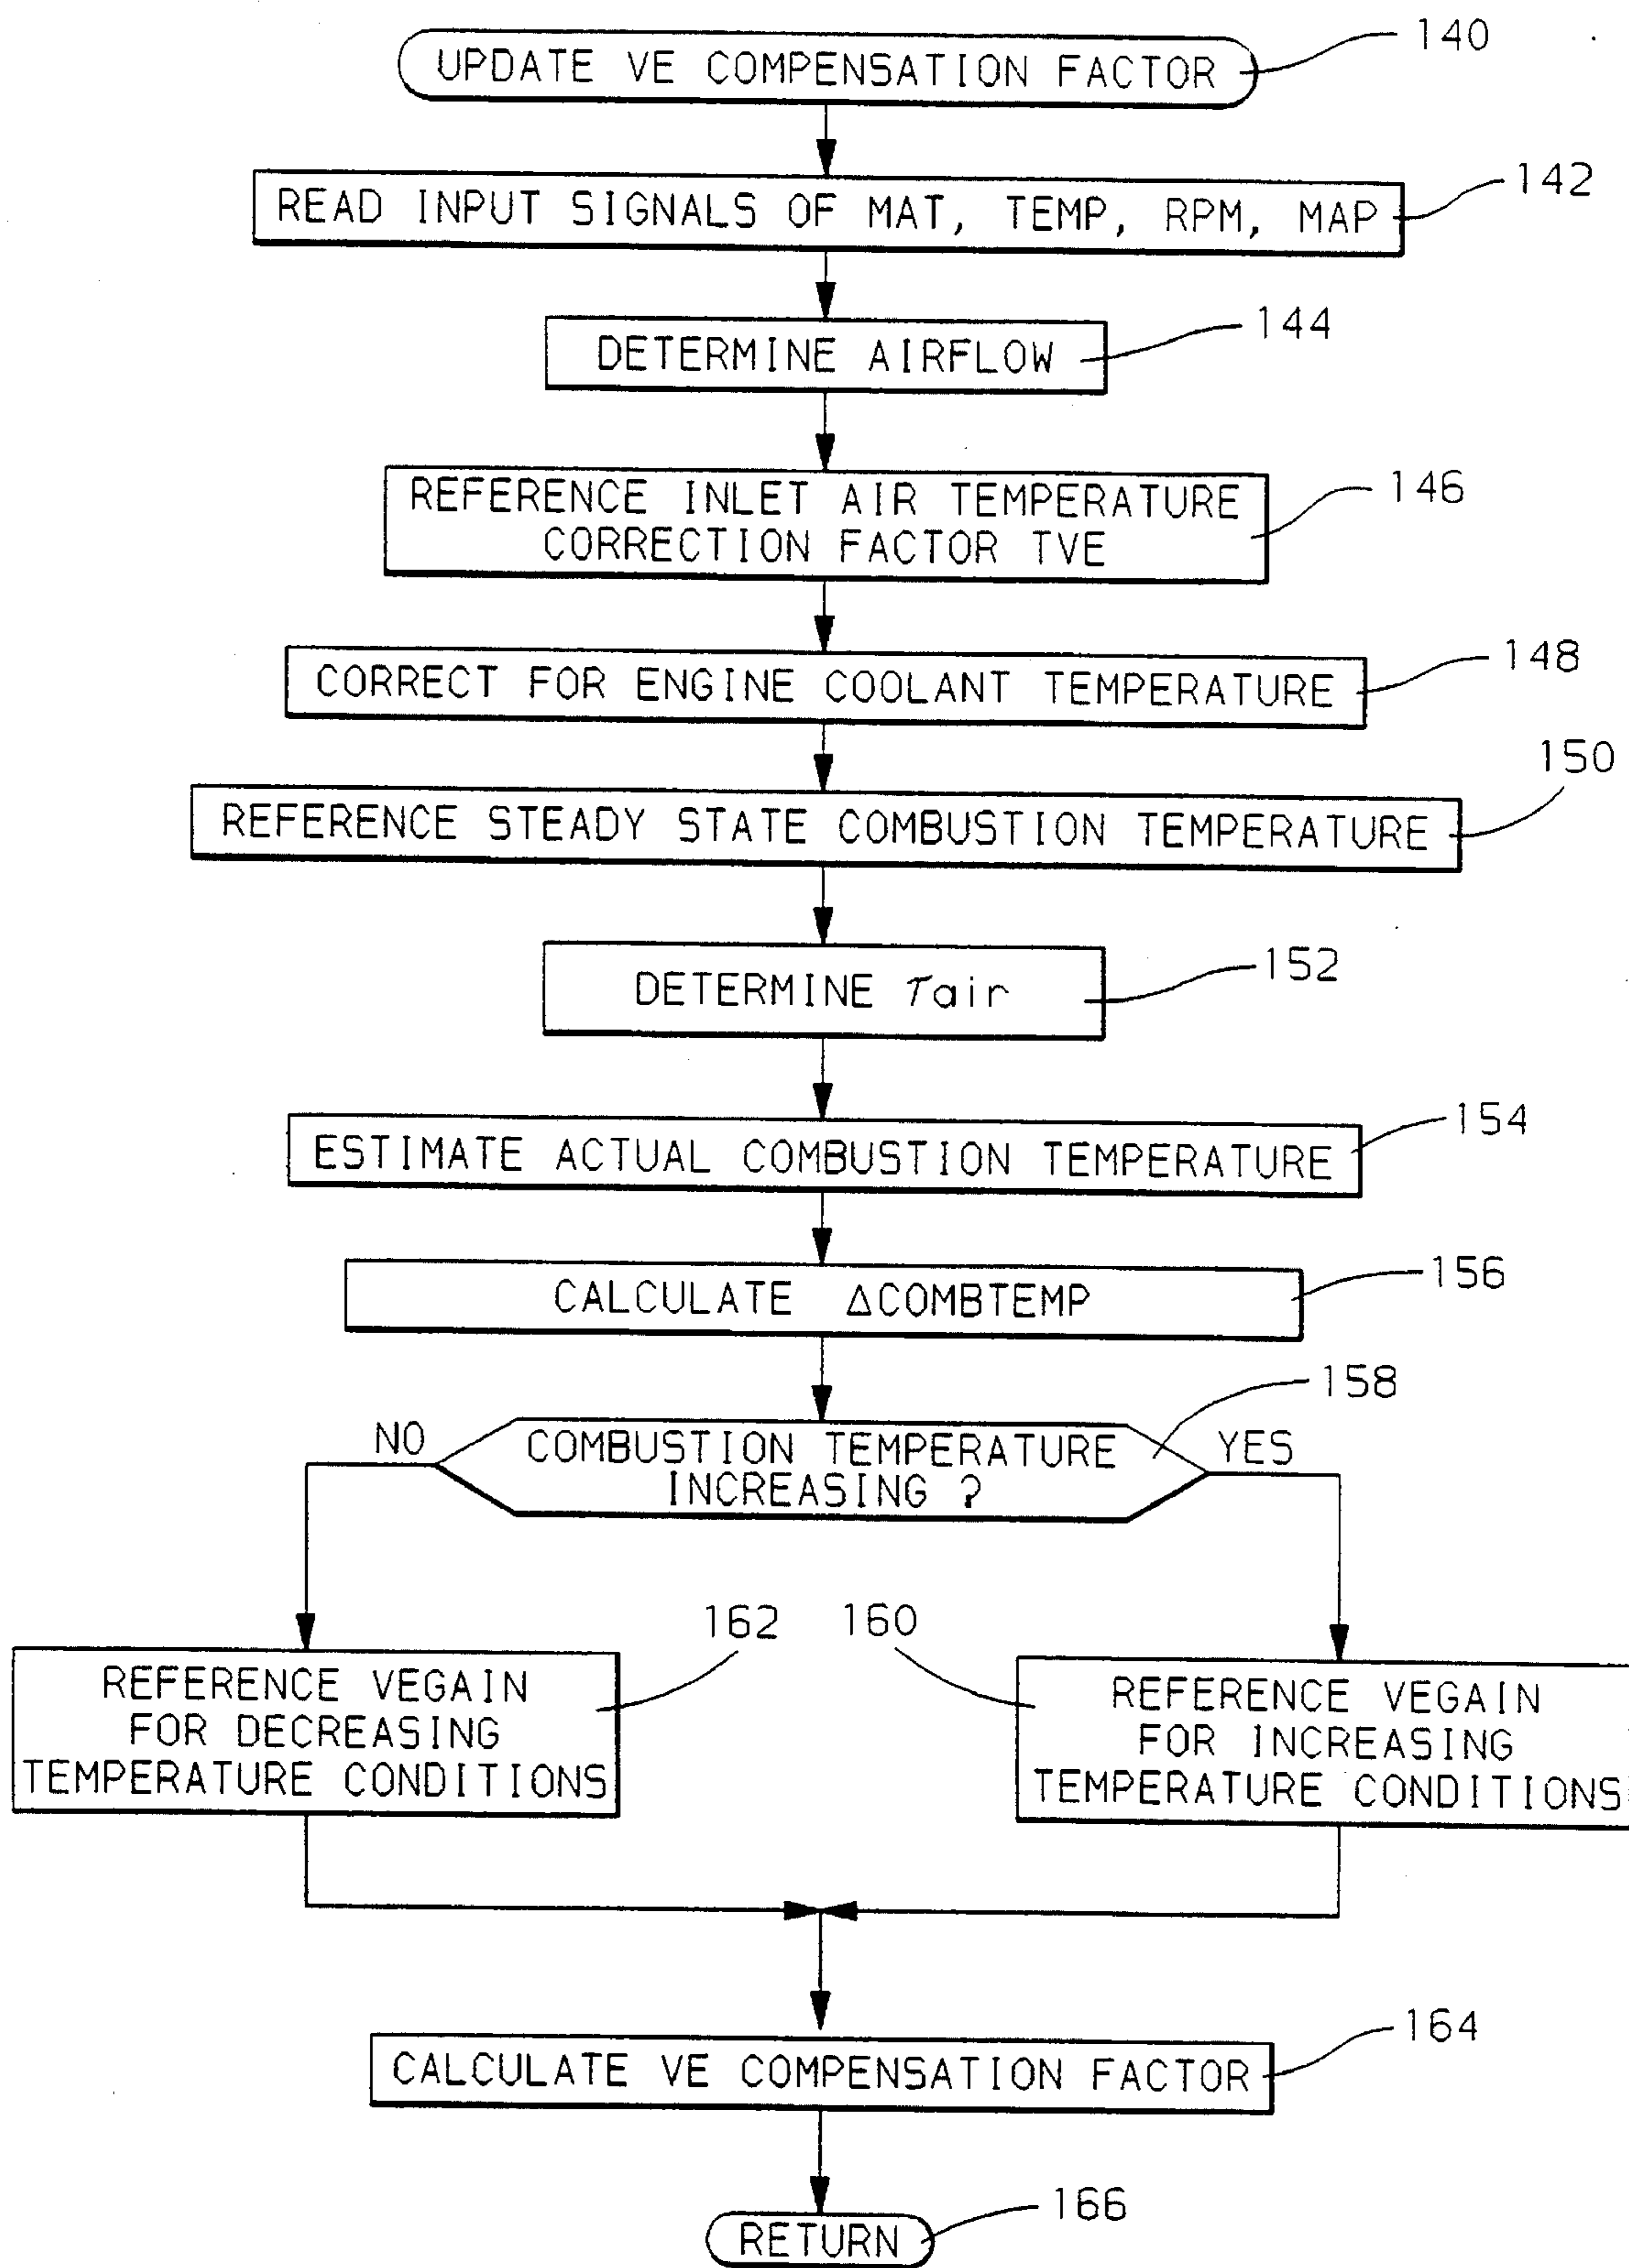 UPDATE VE COMPENSATION FACTOR
140
READ INPUT SIGNALS OF MAT, TEMP, RPM, MAP
142
DETERMINE AIRFLOW
144
REFERENCE INLET AIR TEMPERATURE
CORRECTION FACTOR TVE
146
CORRECT FOR ENGINE COOLANT TEMPERATURE
148
REFERENCE STEADY STATE COMBUSTION TEMPERATURE
150
DETERMINE τair
152
ESTIMATE ACTUAL COMBUSTION TEMPERATURE
154
CALCULATE ΔCOMBTEMP
156
COMBUSTION TEMPERATURE
INCREASING ?
158
NO
YES
REFERENCE VEGAIN
FOR DECREASING
TEMPERATURE CONDITIONS
162
160
REFERENCE VEGAIN
FOR INCREASING
TEMPERATURE CONDITIONS
CALCULATE VE COMPENSATION FACTOR
164
RETURN
166